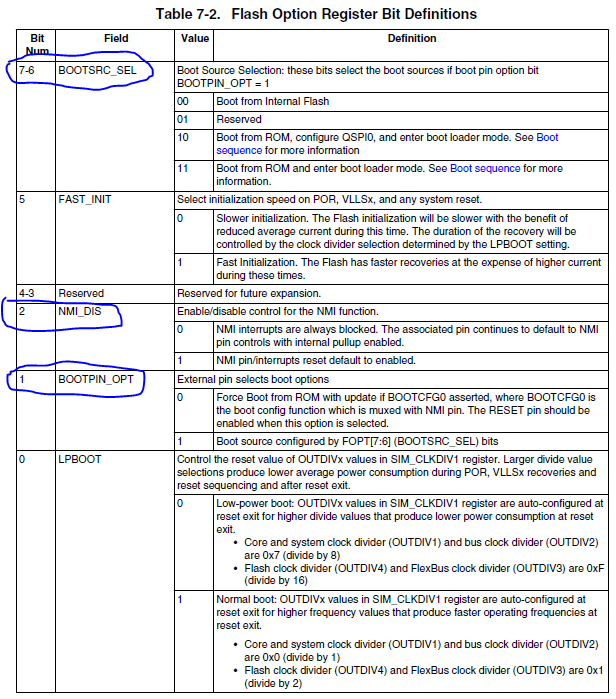 Table 7-2. Flash Option Register Bit Definitions
Bit
Num
Field
Value
Definition
7-6
BOOTSRC_SEL
Boot Source Selection: these bits select the boot sources if boot pin option bit
BOOTPIN_OPT = 1
00
Boot from Internal Flash
01
Reserved
10
Boot from ROM, configure QSPI0, and enter boot loader mode. See Boot
sequence for more information
11
Boot from ROM and enter boot loader mode. See Boot sequence for more
information.
5
FAST_INIT
Select initialization speed on POR, VLLSx, and any system reset.
0
Slower initialization. The Flash initialization will be slower with the benefit of
reduced average current during this time. The duration of the recovery will be
controlled by the clock divider selection determined by the LPBOOT setting.
1
Fast Initialization. The Flash has faster recoveries at the expense of higher current
during these times.
4-3
Reserved
Reserved for future expansion.
2
NMI_DIS
Enable/disable control for the NMI function.
0
NMI interrupts are always blocked. The associated pin continues to default to NMI
pin controls with internal pullup enabled.
1
NMI pin/interrupts reset default to enabled.
1
BOOTPIN_OPT
External pin selects boot options
0
Force Boot from ROM with update if BOOTCFG0 asserted, where BOOTCFG0 is
the boot config function which is muxed with NMI pin. The RESET pin should be
enabled when this option is selected.
1
Boot source configured by FOPT[7:6] (BOOTSRC_SEL) bits
0
LPBOOT
Control the reset value of OUTDIVx values in SIM_CLKDIV1 register. Larger divide value
selections produce lower average power consumption during POR, VLLSx recoveries and
reset sequencing and after reset exit.
0
Low-power boot: OUTDIVx values in SIM_CLKDIV1 register are auto-configured at
reset exit for higher divide values that produce lower power consumption at reset
exit.
• Core and system clock divider (OUTDIV1) and bus clock divider (OUTDIV2)
are 0x7 (divide by 8)
• Flash clock divider (OUTDIV4) and FlexBus clock divider (OUTDIV3) are 0xF
(divide by 16)
1
Normal boot: OUTDIVx values in SIM_CLKDIV1 register are auto-configured at
reset exit for higher frequency values that produce faster operating frequencies at
reset exit.
• Core and system clock divider (OUTDIV1) and bus clock divider (OUTDIV2)
are 0x0 (divide by 1)
• Flash clock divider (OUTDIV4) and FlexBus clock divider (OUTDIV3) are 0x1
(divide by 2)